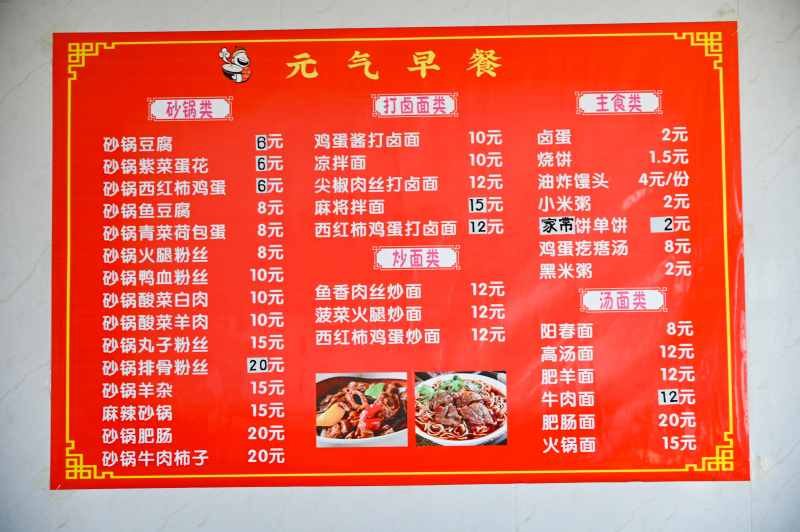 元气早餐
砂锅类
砂锅豆腐 6元
砂锅紫菜蛋花 6元
砂锅西红柿鸡蛋 6元
砂锅鱼豆腐 8元
砂锅青菜荷包蛋 8元
砂锅火腿粉丝 8元
砂锅鸭血粉丝 10元
砂锅酸菜白肉 10元
砂锅酸菜羊肉 10元
砂锅丸子粉丝 15元
砂锅排骨粉丝 20元
砂锅羊杂 15元
麻辣砂锅 15元
砂锅肥肠 20元
砂锅牛肉柿子 20元
打卤面类
鸡蛋酱打卤面 10元
凉拌面 10元
尖椒肉丝打卤面 12元
麻将拌面 15元
西红柿鸡蛋打卤面 12元
炒面类
鱼香肉丝炒面 12元
菠菜火腿炒面 12元
西红柿鸡蛋炒面 12元
主食类
卤蛋 2元
烧饼 1.5元
油炸馒头 4元/份
小米粥 2元
家常饼单饼 2元
鸡蛋疙瘩汤 8元
黑米粥 2元
汤面类
阳春面 8元
高汤面 12元
肥羊面 12元
牛肉面 12元
肥肠面 20元
火锅面 15元